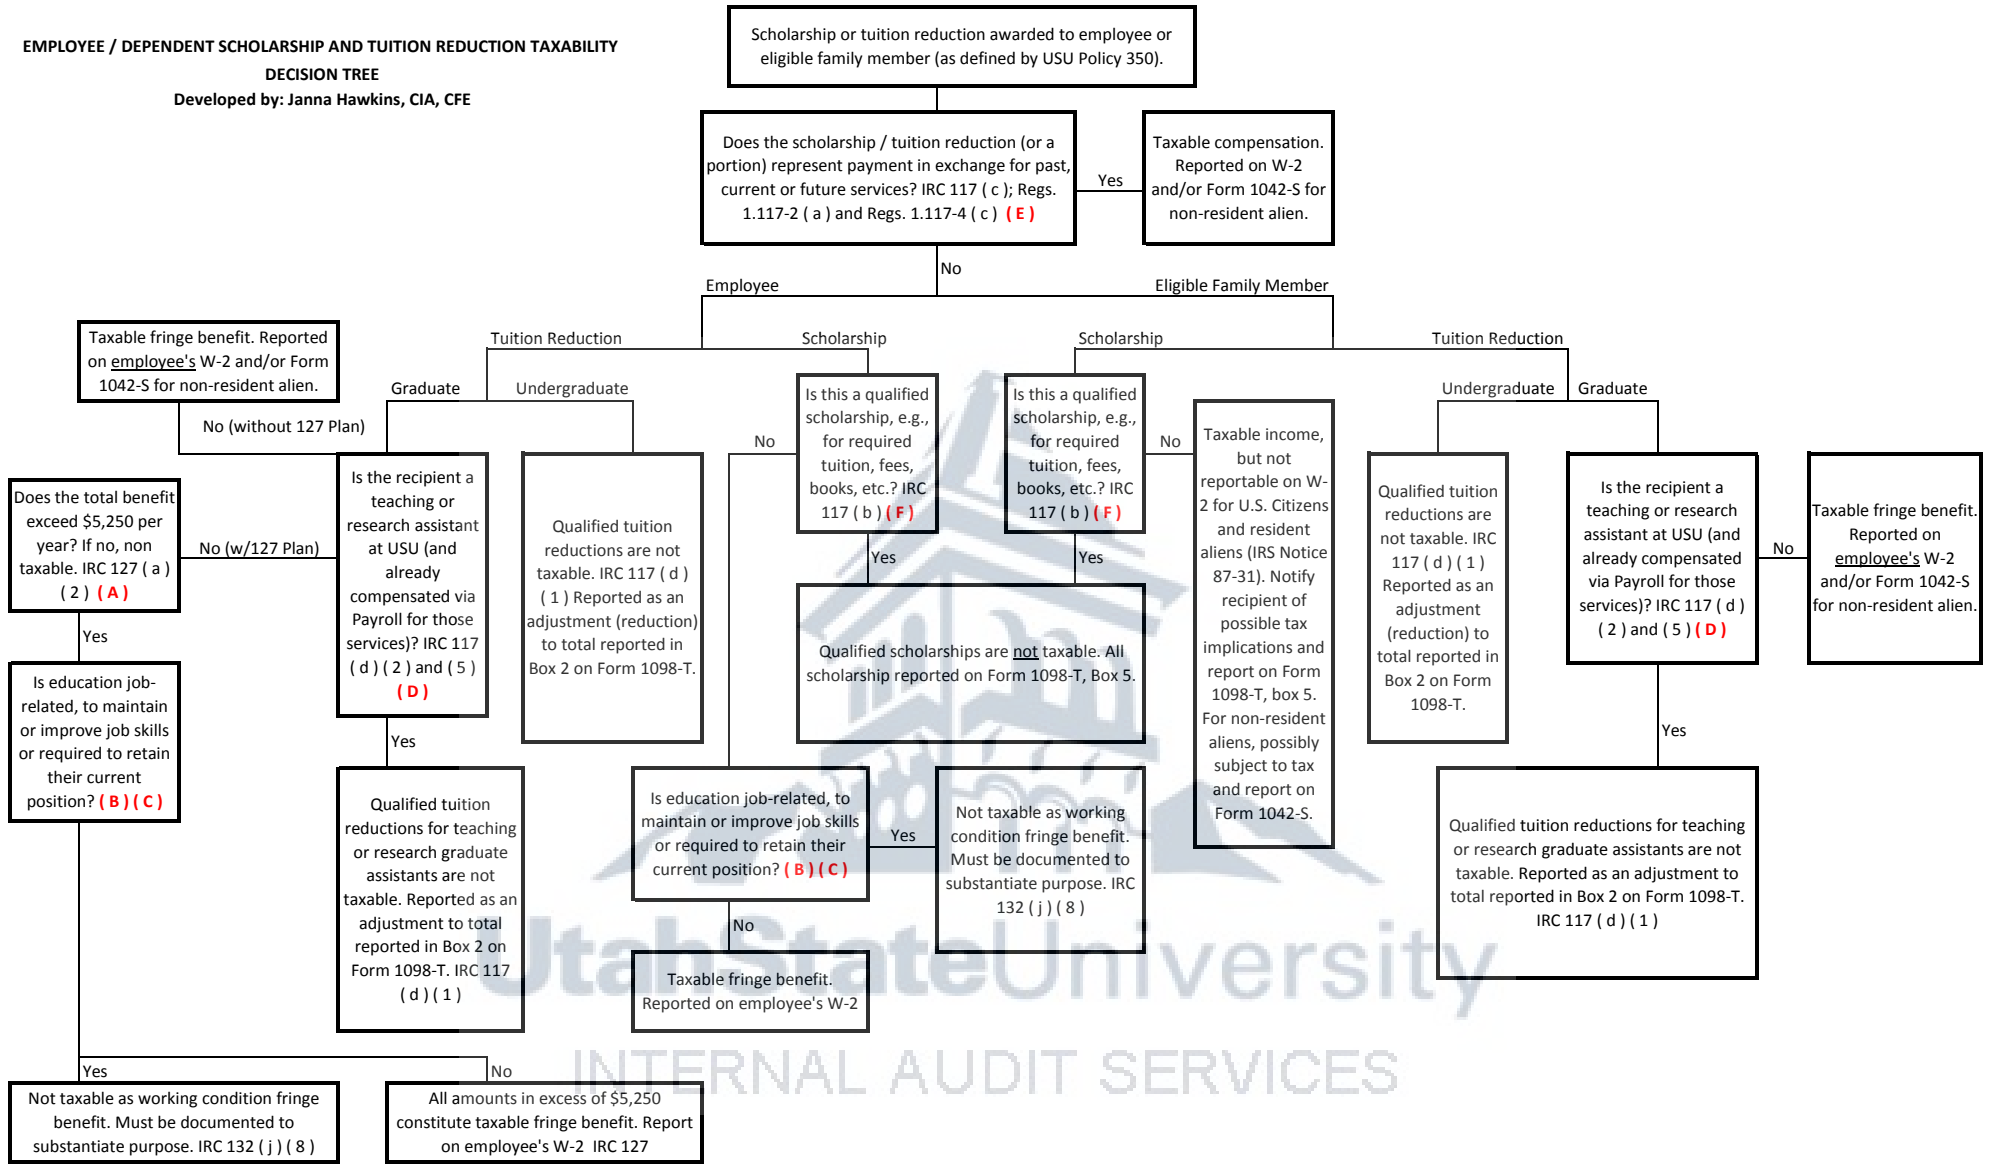 EMPLOYEE / DEPENDENT SCHOLARSHIP AND TUITION REDUCTION TAXABILITY
DECISION TREE
Developed by: Janna Hawkins, CIA, CFE
Scholarship or tuition reduction awarded to employee or
eligible family member (as defined by USU Policy 350).
Does the scholarship / tuition reduction (or a
portion) represent payment in exchange for past,
current or future services? IRC 117 ( c ); Regs.
1.117-2 ( a ) and Regs. 1.117-4 ( c ) ( E )
Yes
Taxable compensation.
Reported on W-2
and/or Form 1042-S for
non-resident alien.
No
Employee
Eligible Family Member
Tuition Reduction
Scholarship
Scholarship
Tuition Reduction
Taxable fringe benefit. Reported
on employee's W-2 and/or Form
1042-S for non-resident alien.
Graduate
Undergraduate
Undergraduate
Graduate
No (without 127 Plan)
Does the total benefit
exceed $5,250 per
year? If no, non
taxable. IRC 127 ( a )
( 2 ) ( A )
No (w/127 Plan)
Is the recipient a
teaching or
research assistant
at USU (and
already
compensated via
Payroll for those
services)? IRC 117
( d ) ( 2 ) and ( 5 )
( D )
Qualified tuition
reductions are not
taxable. IRC 117 ( d )
( 1 ) Reported as an
adjustment (reduction)
to total reported in
Box 2 on Form 1098-T.
No
Is this a qualified
scholarship, e.g.,
for required
tuition, fees,
books, etc.? IRC
117 ( b ) ( F )
Is this a qualified
scholarship, e.g.,
for required
tuition, fees,
books, etc.? IRC
117 ( b ) ( F )
No
Taxable income,
but not
reportable on W-
2 for U.S. Citizens
and resident
aliens (IRS Notice
87-31). Notify
recipient of
possible tax
implications and
report on Form
1098-T, box 5.
For non-resident
aliens, possibly
subject to tax
and report on
Form 1042-S.
Qualified tuition
reductions are
not taxable. IRC
117 ( d ) ( 1 )
Reported as an
adjustment
(reduction) to
total reported in
Box 2 on Form
1098-T.
Is the recipient a
teaching or research
assistant at USU (and
already compensated
via Payroll for those
services)? IRC 117 ( d )
( 2 ) and ( 5 ) ( D )
No
Taxable fringe benefit.
Reported on
employee's W-2
and/or Form 1042-S
for non-resident alien.
Yes
Yes
Qualified scholarships are not taxable. All
scholarship reported on Form 1098-T, Box 5.
Yes
Is education job-
related, to maintain
or improve job skills
or required to retain
their current
position? ( B ) ( C )
Yes
Yes
Qualified tuition
reductions for teaching
or research graduate
assistants are not
taxable. Reported as an
adjustment to total
reported in Box 2 on
Form 1098-T. IRC 117
( d ) ( 1 )
Is education job-related, to
maintain or improve job skills
or required to retain their
current position? ( B ) ( C )
Yes
Not taxable as working
condition fringe benefit.
Must be documented to
substantiate purpose. IRC
132 ( j ) ( 8 )
Qualified tuition reductions for teaching
or research graduate assistants are not
taxable. Reported as an adjustment to
total reported in Box 2 on Form 1098-T.
IRC 117 ( d ) ( 1 )
No
Taxable fringe benefit.
Reported on employee's W-2
UtahStateUniversity
INTERNAL AUDIT SERVICES
Yes
No
Not taxable as working condition fringe
benefit. Must be documented to
substantiate purpose. IRC 132 ( j ) ( 8 )
All amounts in excess of $5,250
constitute taxable fringe benefit. Report
on employee's W-2 IRC 127